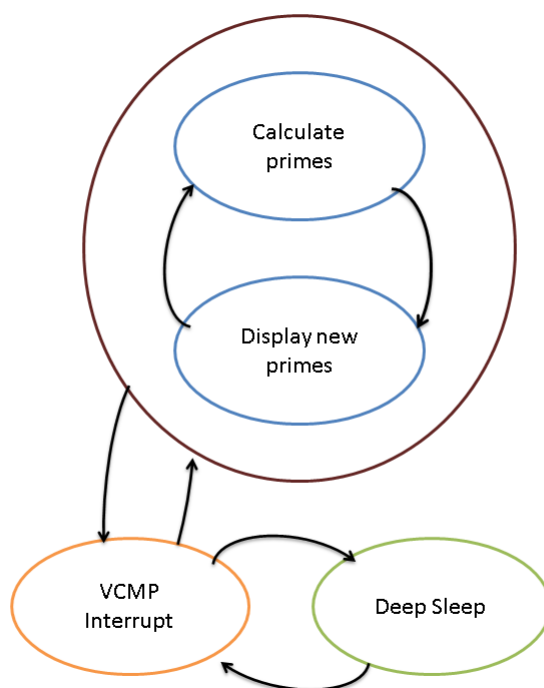 Calculate
primes
Display new
primes
VCMP
Interrupt
Deep Sleep